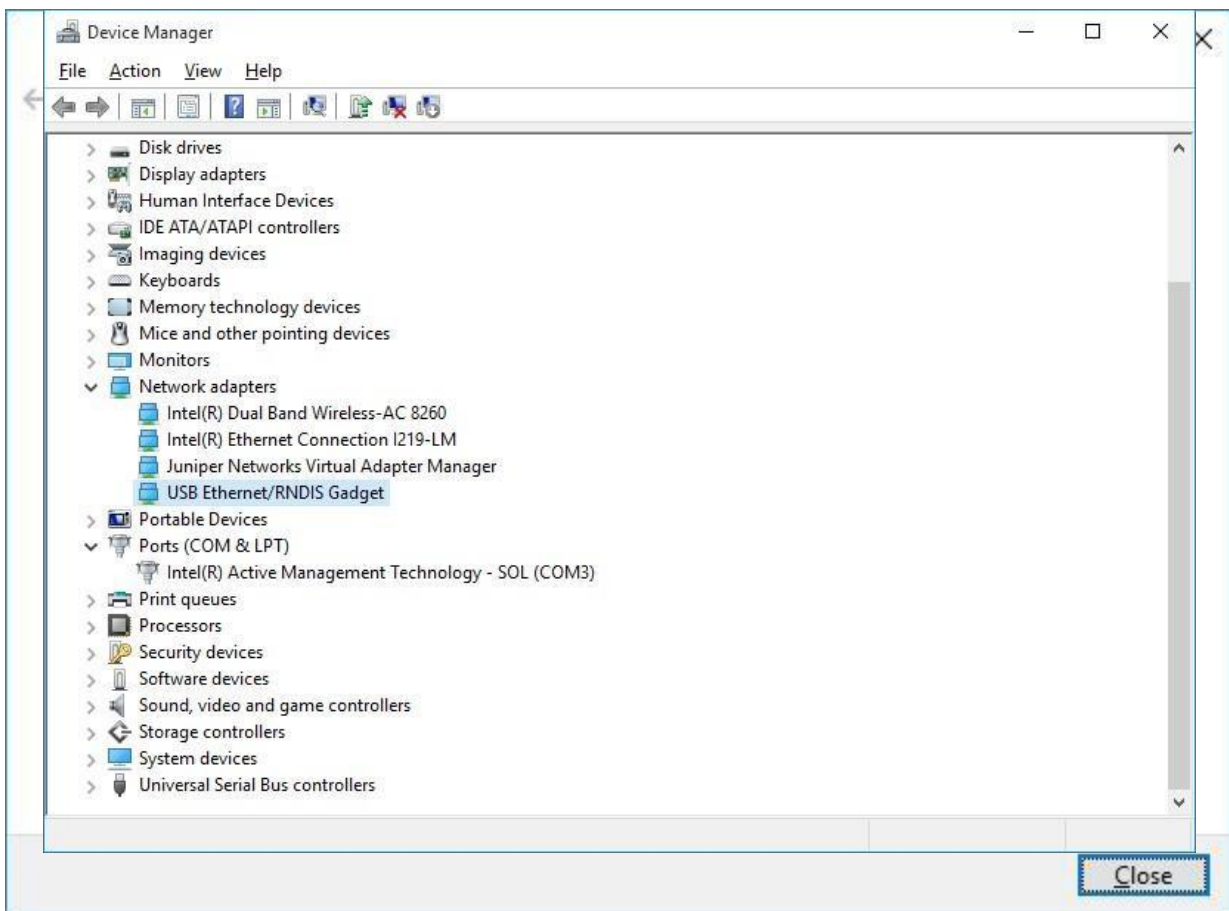 Device Manager
File Action View Help
Disk drives
Display adapters
Human Interface Devices
IDE ATA/ATAPI controllers
Imaging devices
Keyboards
Memory technology devices
Mice and other pointing devices
Monitors
Network adapters
Intel(R) Dual Band Wireless-AC 8260
Intel(R) Ethernet Connection I219-LM
Juniper Networks Virtual Adapter Manager
USB Ethernet/RNDIS Gadget
Portable Devices
Ports (COM & LPT)
Intel(R) Active Management Technology - SOL (COM3)
Print queues
Processors
Security devices
Software devices
Sound, video and game controllers
Storage controllers
System devices
Universal Serial Bus controllers
Close